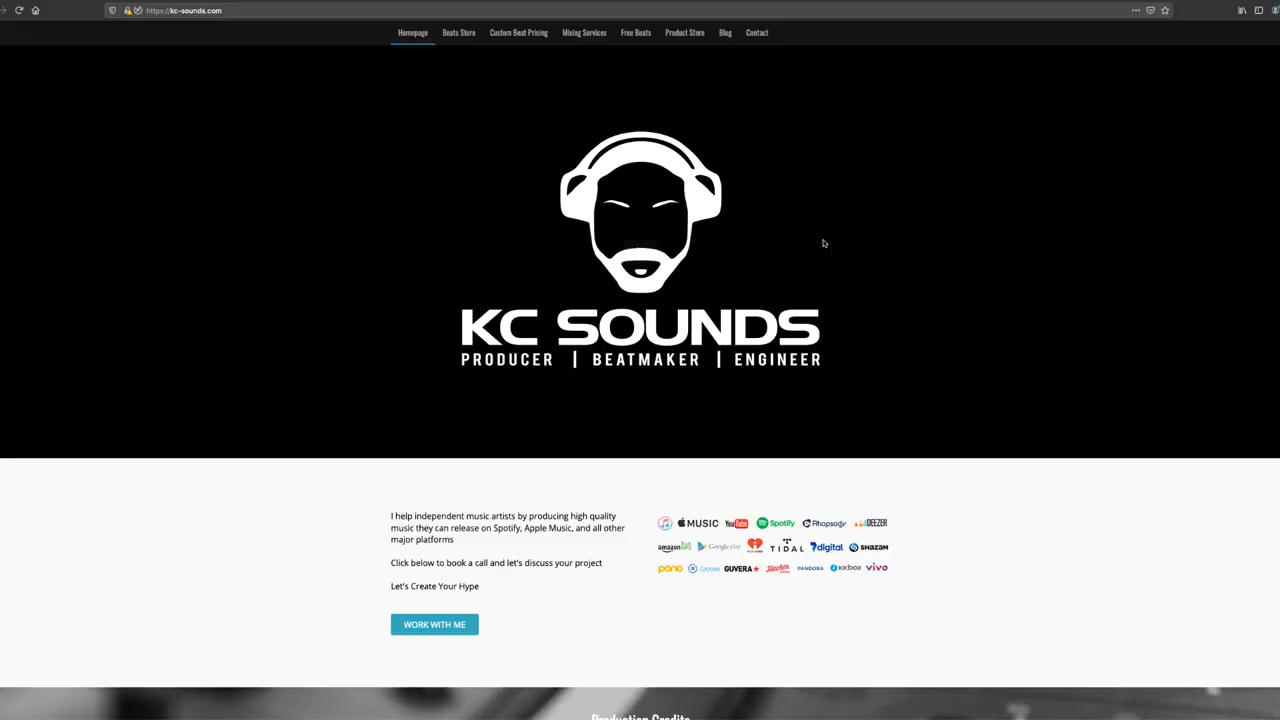 https://kc-sounds.com
Homepage Beats Store Custom Beat Pricing Mixing Services Free Beats Product Store Blog Contact
KC SOUNDS
PRODUCER | BEATMAKER | ENGINEER
I help independent music artists by producing high quality
music they can release on Spotify, Apple Music, and all other
major platforms
Click below to book a call and let's discuss your project
Let's Create Your Hype
WORK WITH ME
MUSIC YouTube Spotify Rhapsody DEEZER
amazon Google play TIDAL 7digital SHAZAM
pono Groove GUVERA Slacker PANDORA KKBOX vivo
Production Credits